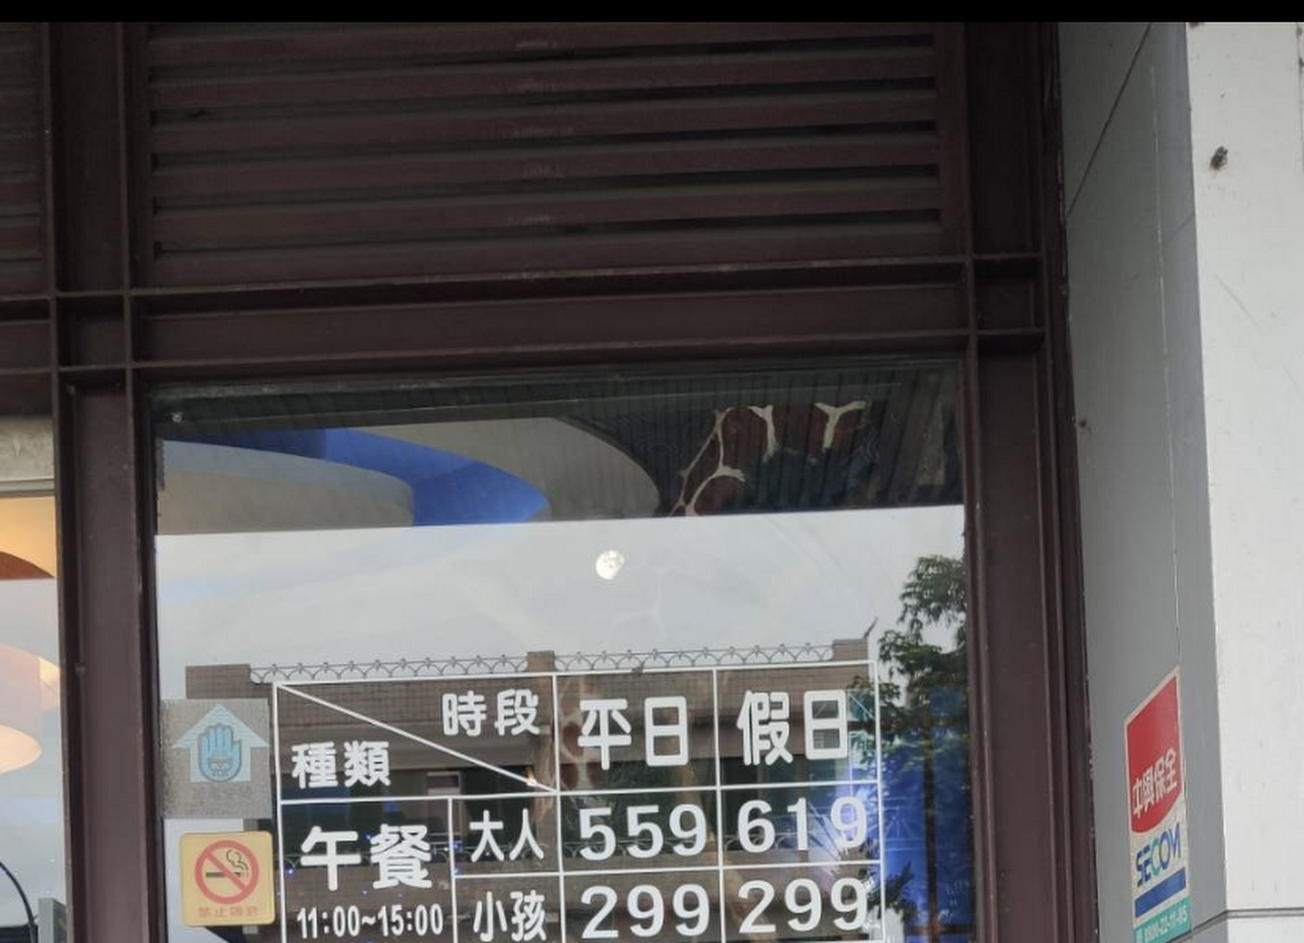 時段 平日 假日
種類
午餐 大人 559 619
11:00~15:00 小孩 299 299
禁止吸菸
中興保全
SECOM